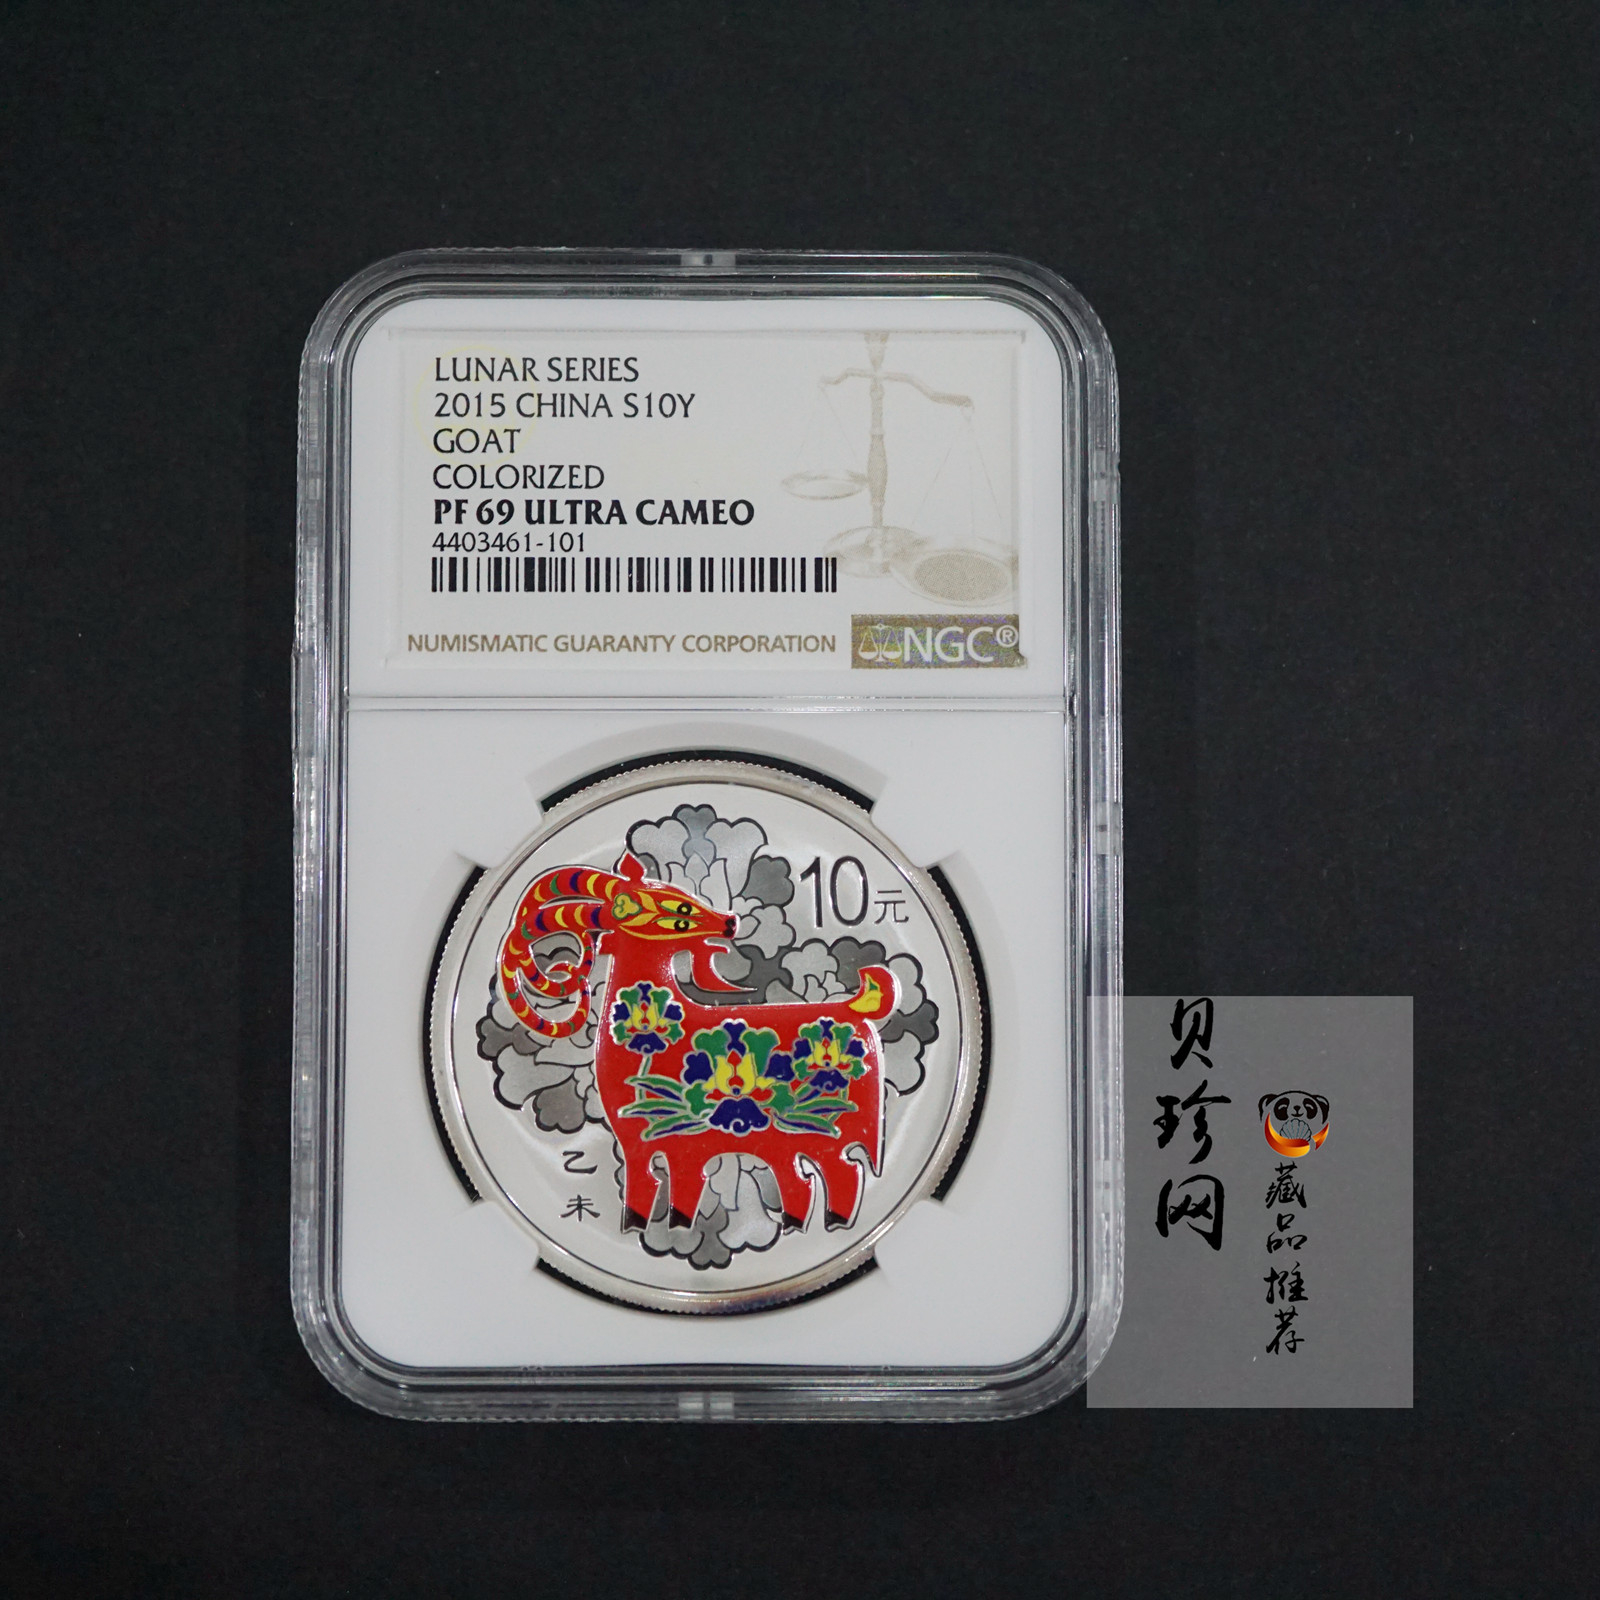 LUNAR SERIES
2015 CHINA S10Y
GOAT
COLORIZED
PF 69 ULTRA CAMEO
4403461-101
NUMISMATIC GUARANTY CORPORATION
NGC®
10元
乙
未
贝珍网
藏品推荐